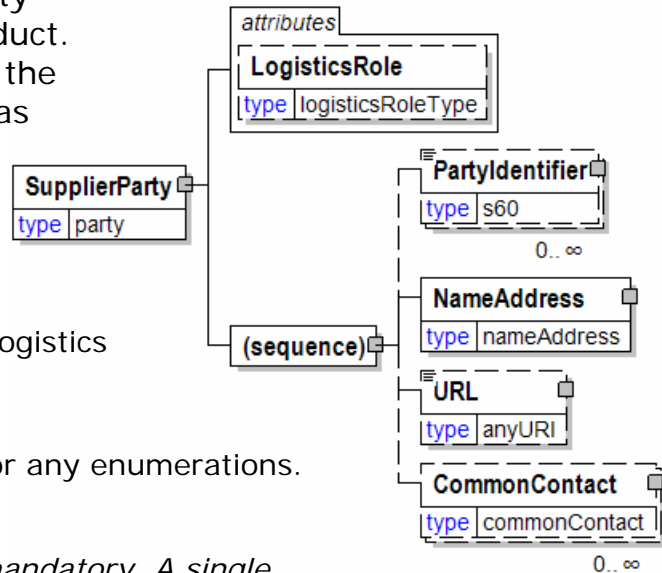 ty
duct.
the
as
attributes
LogisticsRole
type logisticsRoleType
SupplierParty
type party
PartyIdentifier
type s60
0.. ∞
NameAddress
type nameAddress
ogistics
(sequence)
URL
type anyURI
or any enumerations.
CommonContact
type commonContact
0.. ∞
nandatory. A single